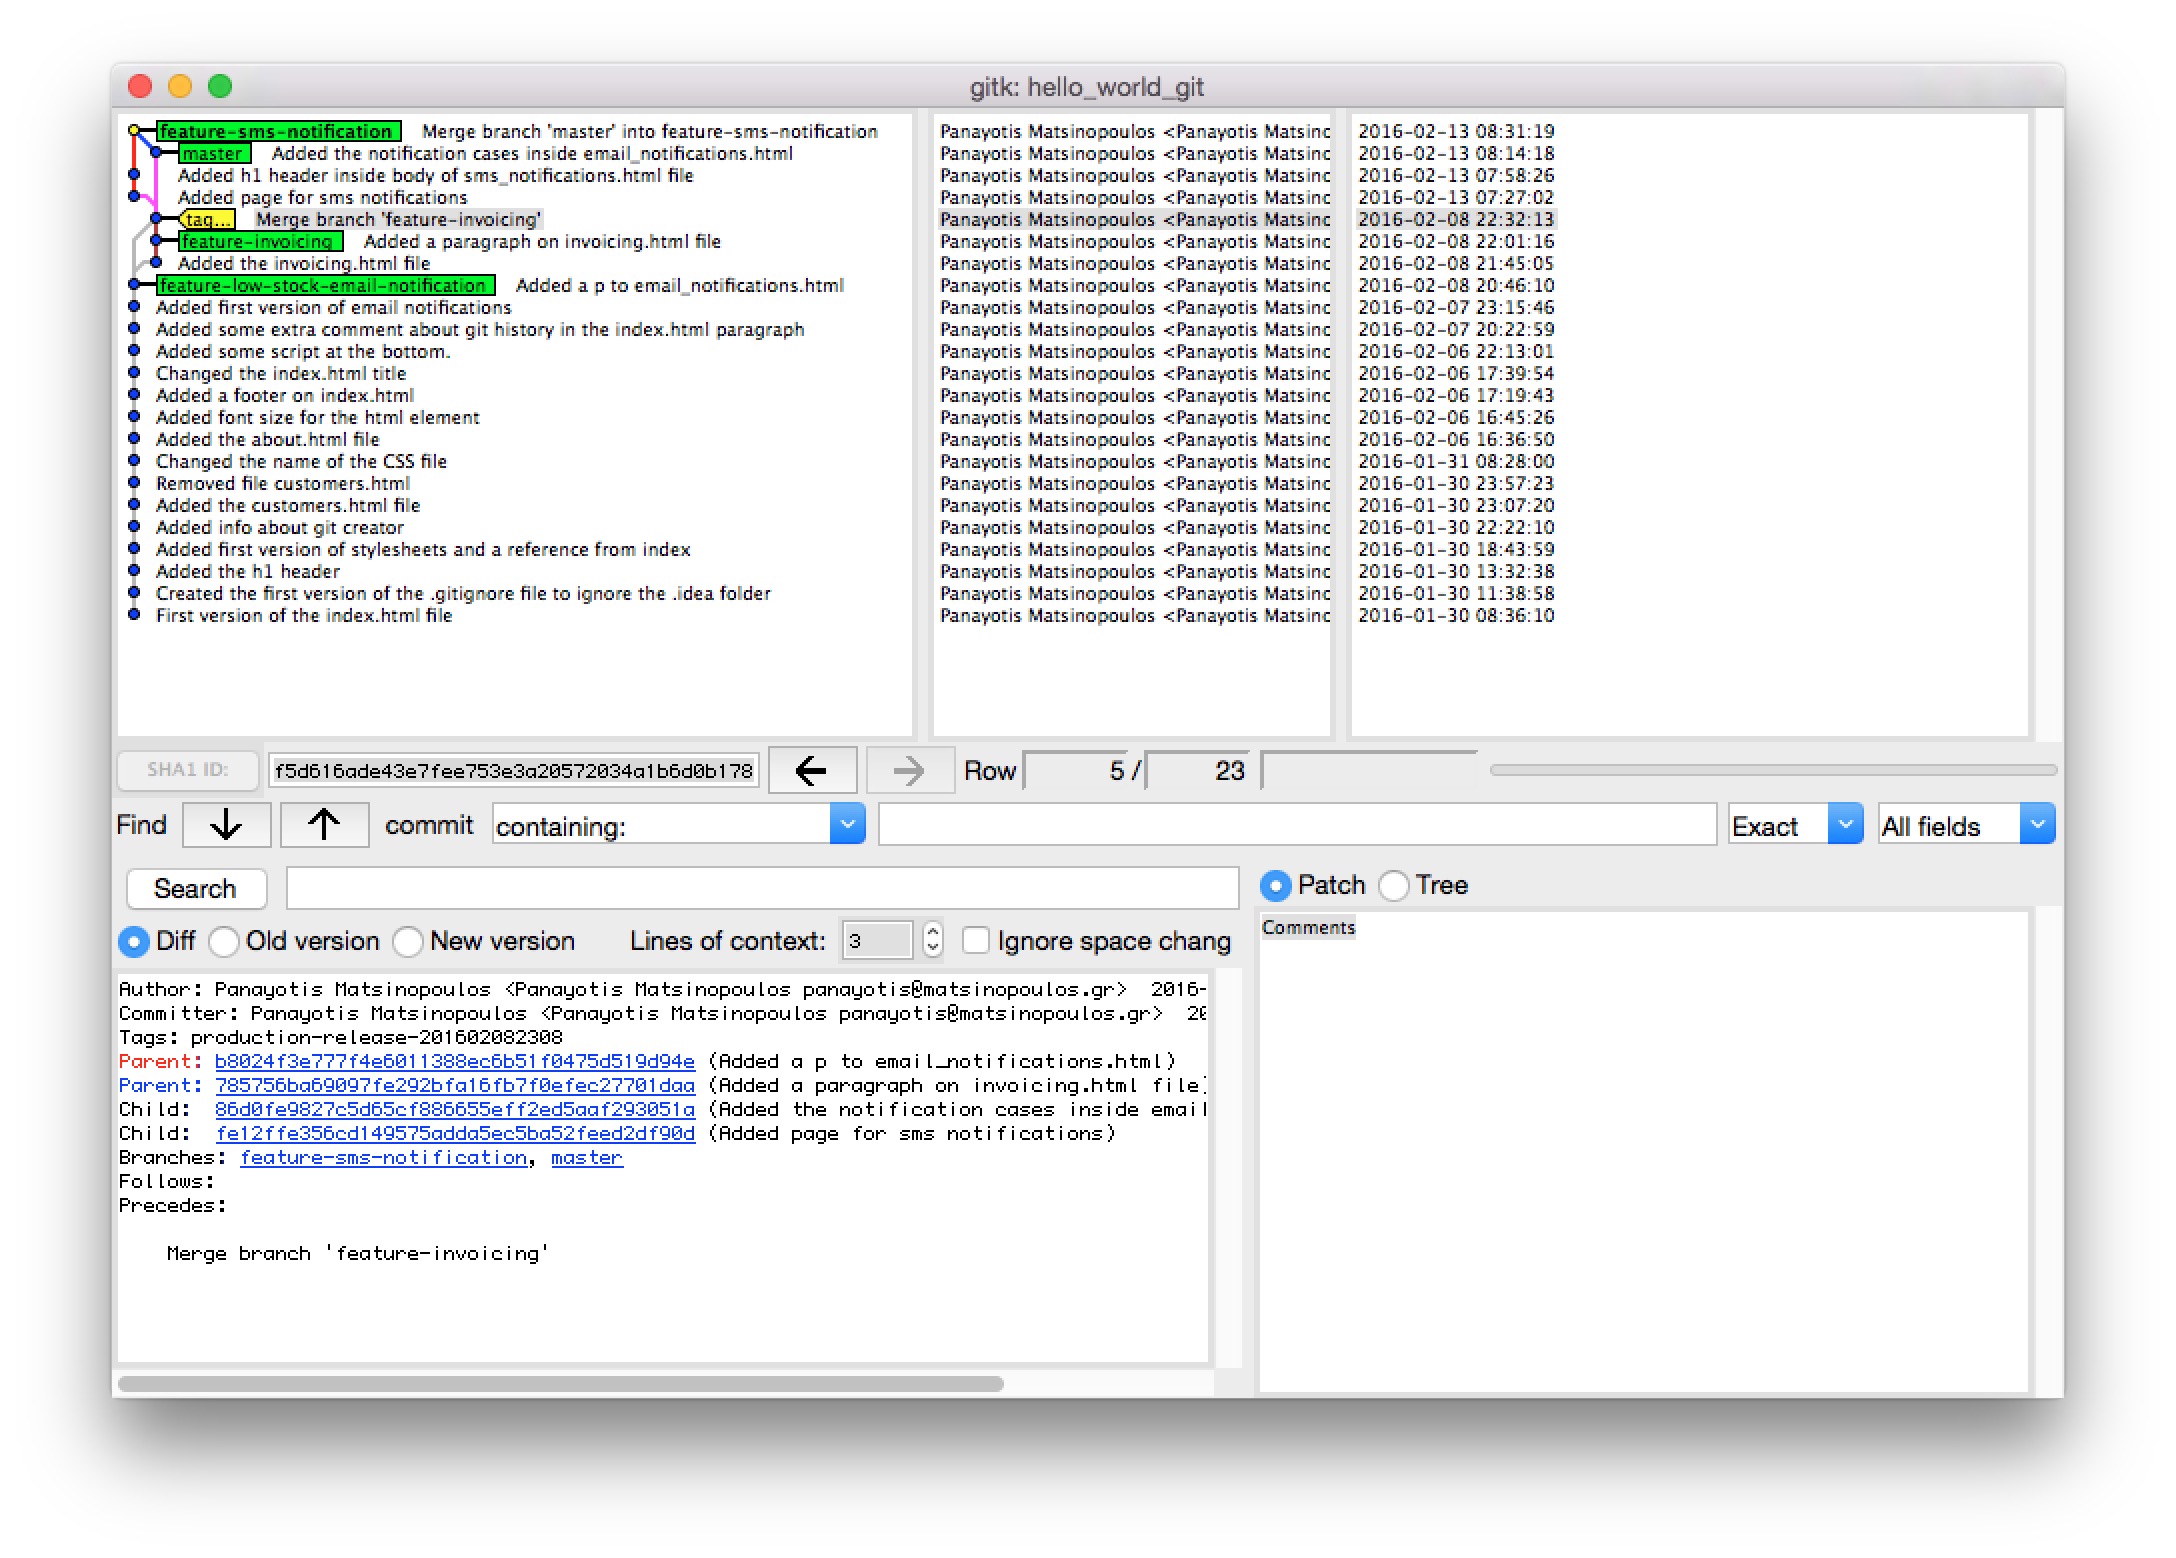 gitk: hello_world_git
feature-sms-notification Merge branch 'master' into feature-sms-notification Panayotis Matsinopoulos <Panayotis Matsinc 2016-02-13 08:31:19
master Added the notification cases inside email_notifications.html Panayotis Matsinopoulos <Panayotis Matsinc 2016-02-13 08:14:18
Added h1 header inside body of sms_notifications.html file Panayotis Matsinopoulos <Panayotis Matsinc 2016-02-13 07:58:26
Added page for sms notifications Panayotis Matsinopoulos <Panayotis Matsinc 2016-02-13 07:27:02
tag... Merge branch 'feature-invoicing' Panayotis Matsinopoulos <Panayotis Matsinc 2016-02-08 22:32:13
feature-invoicing Added a paragraph on invoicing.html file Panayotis Matsinopoulos <Panayotis Matsinc 2016-02-08 22:01:16
Added the invoicing.html file Panayotis Matsinopoulos <Panayotis Matsinc 2016-02-08 21:45:05
feature-low-stock-email-notification Added a p to email_notifications.html Panayotis Matsinopoulos <Panayotis Matsinc 2016-02-08 20:46:10
Added first version of email notifications Panayotis Matsinopoulos <Panayotis Matsinc 2016-02-07 23:15:46
Added some extra comment about git history in the index.html paragraph Panayotis Matsinopoulos <Panayotis Matsinc 2016-02-07 20:22:59
Added some script at the bottom. Panayotis Matsinopoulos <Panayotis Matsinc 2016-02-06 22:13:01
Changed the index.html title Panayotis Matsinopoulos <Panayotis Matsinc 2016-02-06 17:39:54
Added a footer on index.html Panayotis Matsinopoulos <Panayotis Matsinc 2016-02-06 17:19:43
Added font size for the html element Panayotis Matsinopoulos <Panayotis Matsinc 2016-02-06 16:45:26
Added the about.html file Panayotis Matsinopoulos <Panayotis Matsinc 2016-02-06 16:36:50
Changed the name of the CSS file Panayotis Matsinopoulos <Panayotis Matsinc 2016-01-31 08:28:00
Removed file customers.html Panayotis Matsinopoulos <Panayotis Matsinc 2016-01-30 23:57:23
Added the customers.html file Panayotis Matsinopoulos <Panayotis Matsinc 2016-01-30 23:07:20
Added info about git creator Panayotis Matsinopoulos <Panayotis Matsinc 2016-01-30 22:22:10
Added first version of stylesheets and a reference from index Panayotis Matsinopoulos <Panayotis Matsinc 2016-01-30 18:43:59
Added the h1 header Panayotis Matsinopoulos <Panayotis Matsinc 2016-01-30 13:32:38
Created the first version of the .gitignore file to ignore the .idea folder Panayotis Matsinopoulos <Panayotis Matsinc 2016-01-30 11:38:58
First version of the index.html file Panayotis Matsinopoulos <Panayotis Matsinc 2016-01-30 08:36:10
SHA1 ID: f5d616ade43e7fee753e3a20572034a1b6d0b178 Row 5 / 23
Find commit containing: Exact All fields
Search Patch Tree
Diff Old version New version Lines of context: 3 Ignore space chang
Comments
Author: Panayotis Matsinopoulos <Panayotis Matsinopoulos panayotis@matsinopoulos.gr> 2016-
Committer: Panayotis Matsinopoulos <Panayotis Matsinopoulos panayotis@matsinopoulos.gr> 20
Tags: production-release-201602082308
Parent: b8024f3e777f4e6011388ec6b51f0475d519d94e (Added a p to email_notifications.html)
Parent: 785756ba69097fe292bfa16fb7f0efec27701daa (Added a paragraph on invoicing.html file)
Child: 86d0fe9827c5d65cf886655eff2ed5aaf293051a (Added the notification cases inside email
Child: fe12ffe356cd149575adda5ec5ba52feed2df90d (Added page for sms notifications)
Branches: feature-sms-notification, master
Follows:
Precedes:
Merge branch 'feature-invoicing'